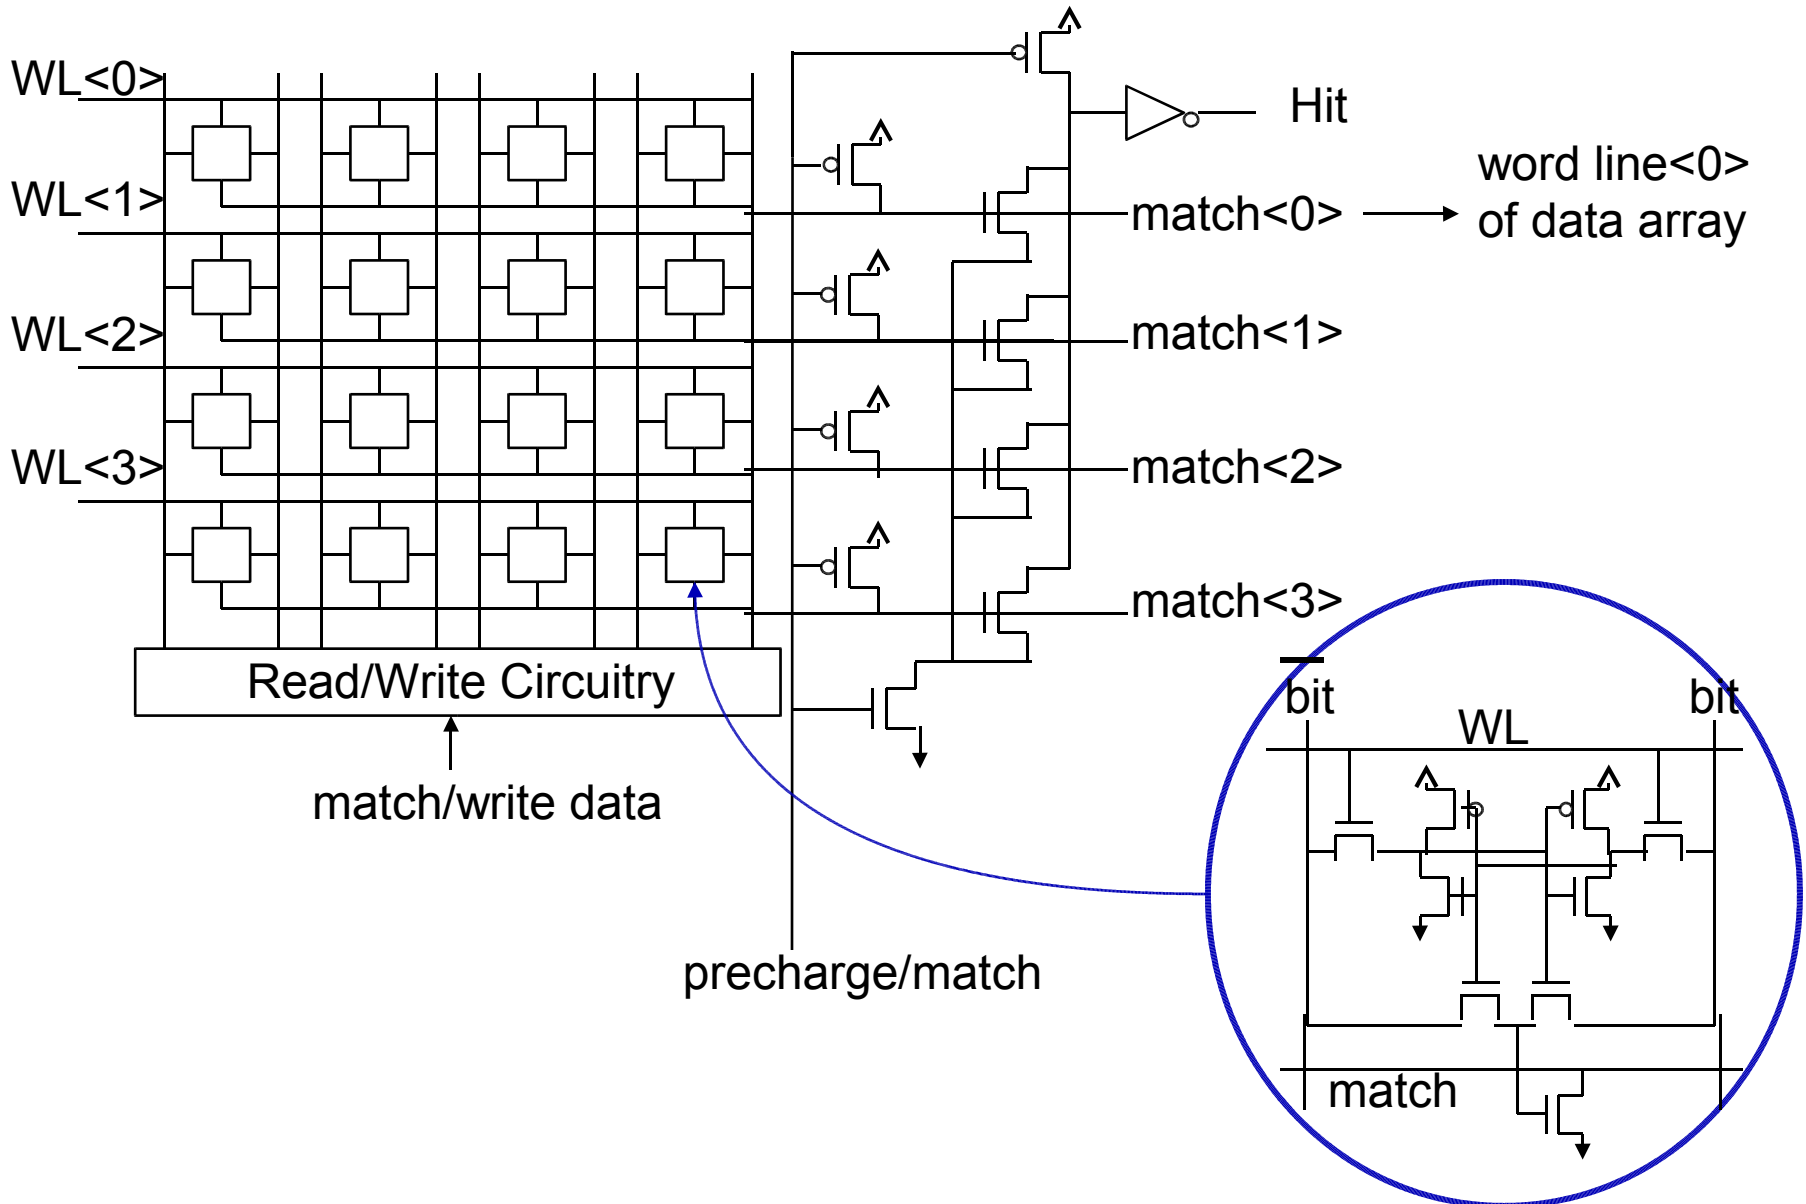 WL<0>
Hit
word line<0>
WL<1>
match<0>
of data array
WL<2>
match<1>
WL<3>
match<2>
match<3>
Read/Write Circuitry
bit
bit
WL
match/write data
precharge/match
match